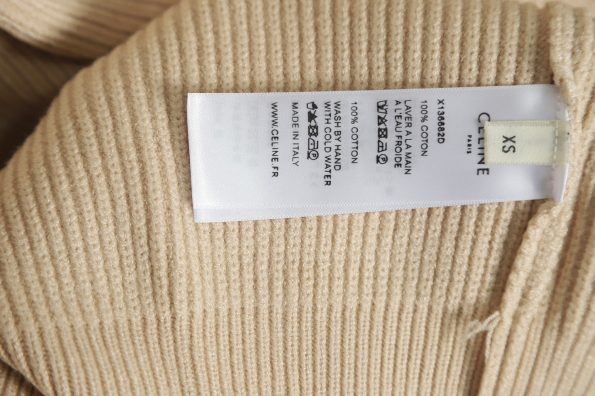 XS
CELINE
PARIS
X136682D
100% COTON
LAVER A LA MAIN
A L'EAU FROIDE
100% COTTON
WASH BY HAND
WITH COLD WATER
MADE IN ITALY
WWW.CELINE.FR